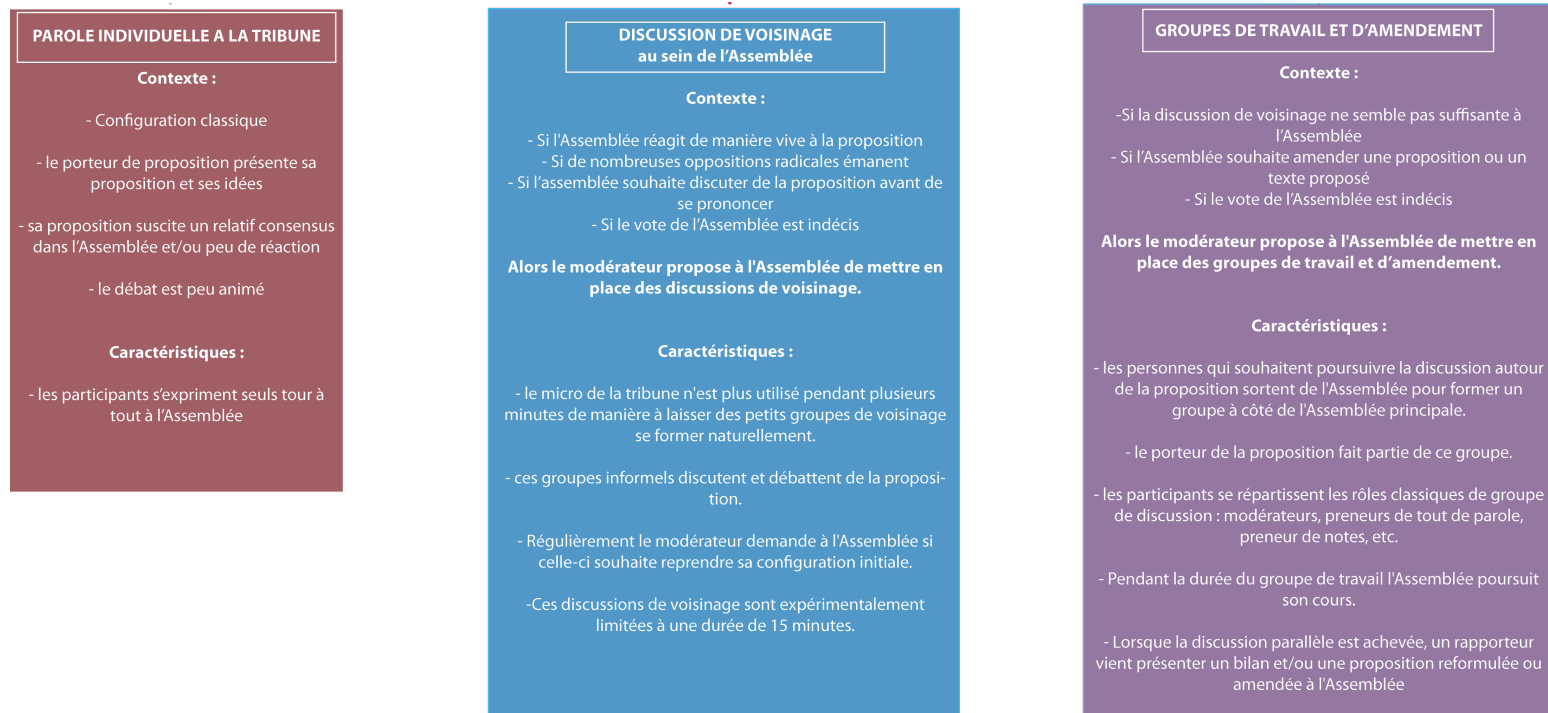 PAROLE INDIVIDUELLE A LA TRIBUNE
Contexte :
- Configuration classique
- le porteur de proposition présente sa
proposition et ses idées
- sa proposition suscite un relatif consensus
dans l’Assemblée et/ou peu de réaction
- le débat est peu animé
Caractéristiques :
- les participants s’expriment seuls tour à
tout à l’Assemblée
DISCUSSION DE VOISINAGE
au sein de l’Assemblée
Contexte :
- Si l'Assemblée réagit de manière vive à la proposition
- Si de nombreuses oppositions radicales émanent
- Si l’assemblée souhaite discuter de la proposition avant de
se prononcer
- Si le vote de l’Assemblée est indécis
Alors le modérateur propose à l'Assemblée de mettre en
place des discussions de voisinage.
Caractéristiques :
- le micro de la tribune n'est plus utilisé pendant plusieurs
minutes de manière à laisser des petits groupes de voisinage
se former naturellement.
- ces groupes informels discutent et débattent de la proposi-
tion.
- Régulièrement le modérateur demande à l'Assemblée si
celle-ci souhaite reprendre sa configuration initiale.
-Ces discussions de voisinage sont expérimentalement
limitées à une durée de 15 minutes.
GROUPES DE TRAVAIL ET D’AMENDEMENT
Contexte :
-Si la discussion de voisinage ne semble pas suffisante à
l’Assemblée
- Si l’Assemblée souhaite amender une proposition ou un
texte proposé
- Si le vote de l’Assemblée est indécis
Alors le modérateur propose à l'Assemblée de mettre en
place des groupes de travail et d’amendement.
Caractéristiques :
- les personnes qui souhaitent poursuivre la discussion autour
de la proposition sortent de l'Assemblée pour former un
groupe à côté de l'Assemblée principale.
- le porteur de la proposition fait partie de ce groupe.
- les participants se répartissent les rôles classiques de groupe
de discussion : modérateurs, preneurs de tout de parole,
preneur de notes, etc.
- Pendant la durée du groupe de travail l'Assemblée poursuit
son cours.
- Lorsque la discussion parallèle est achevée, un rapporteur
vient présenter un bilan et/ou une proposition reformulée ou
amendée à l'Assemblée